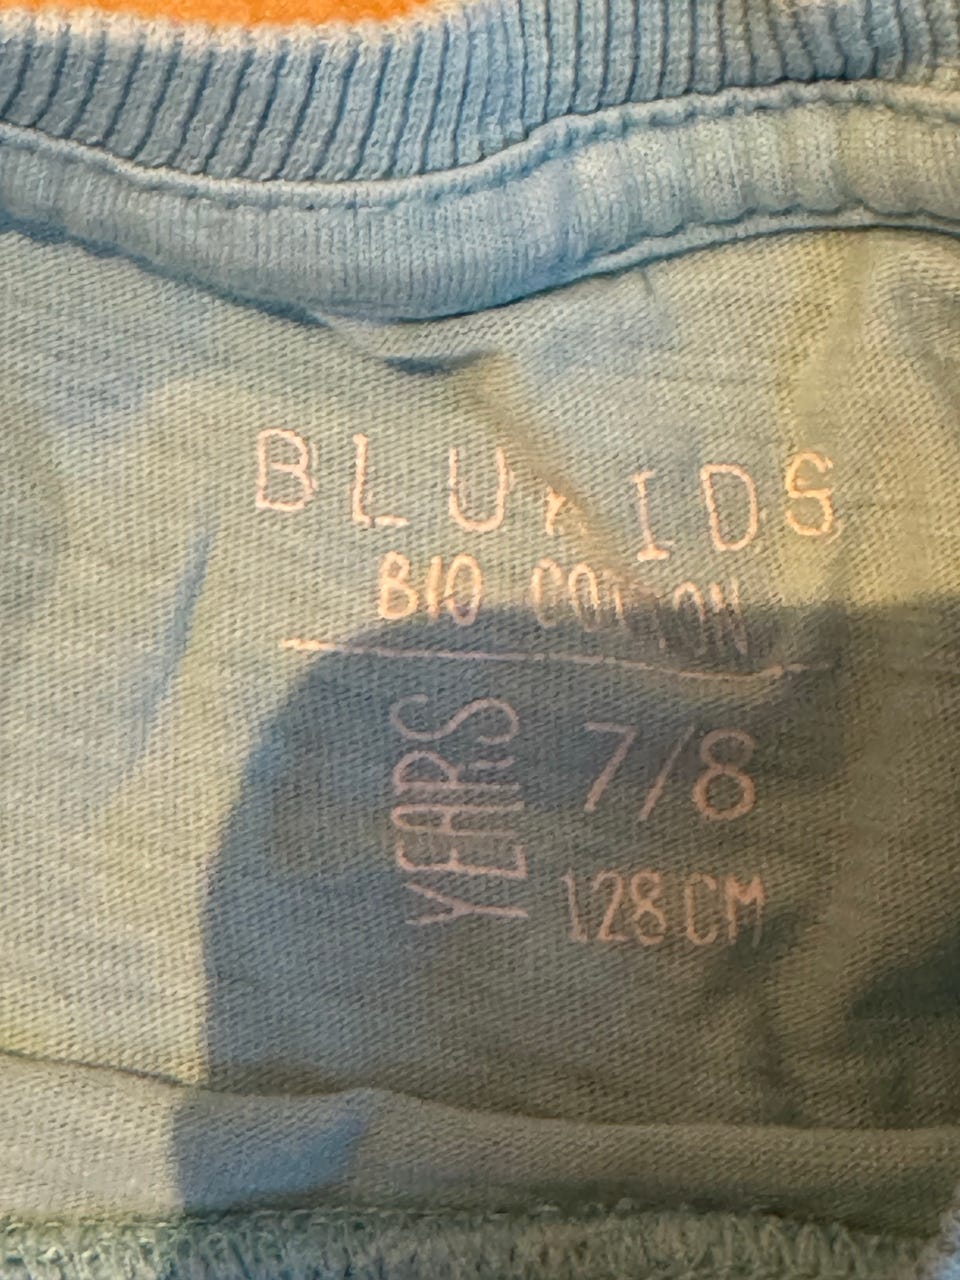 BLUKIDS
BIO COTTON
YEARS
7/8
128 CM